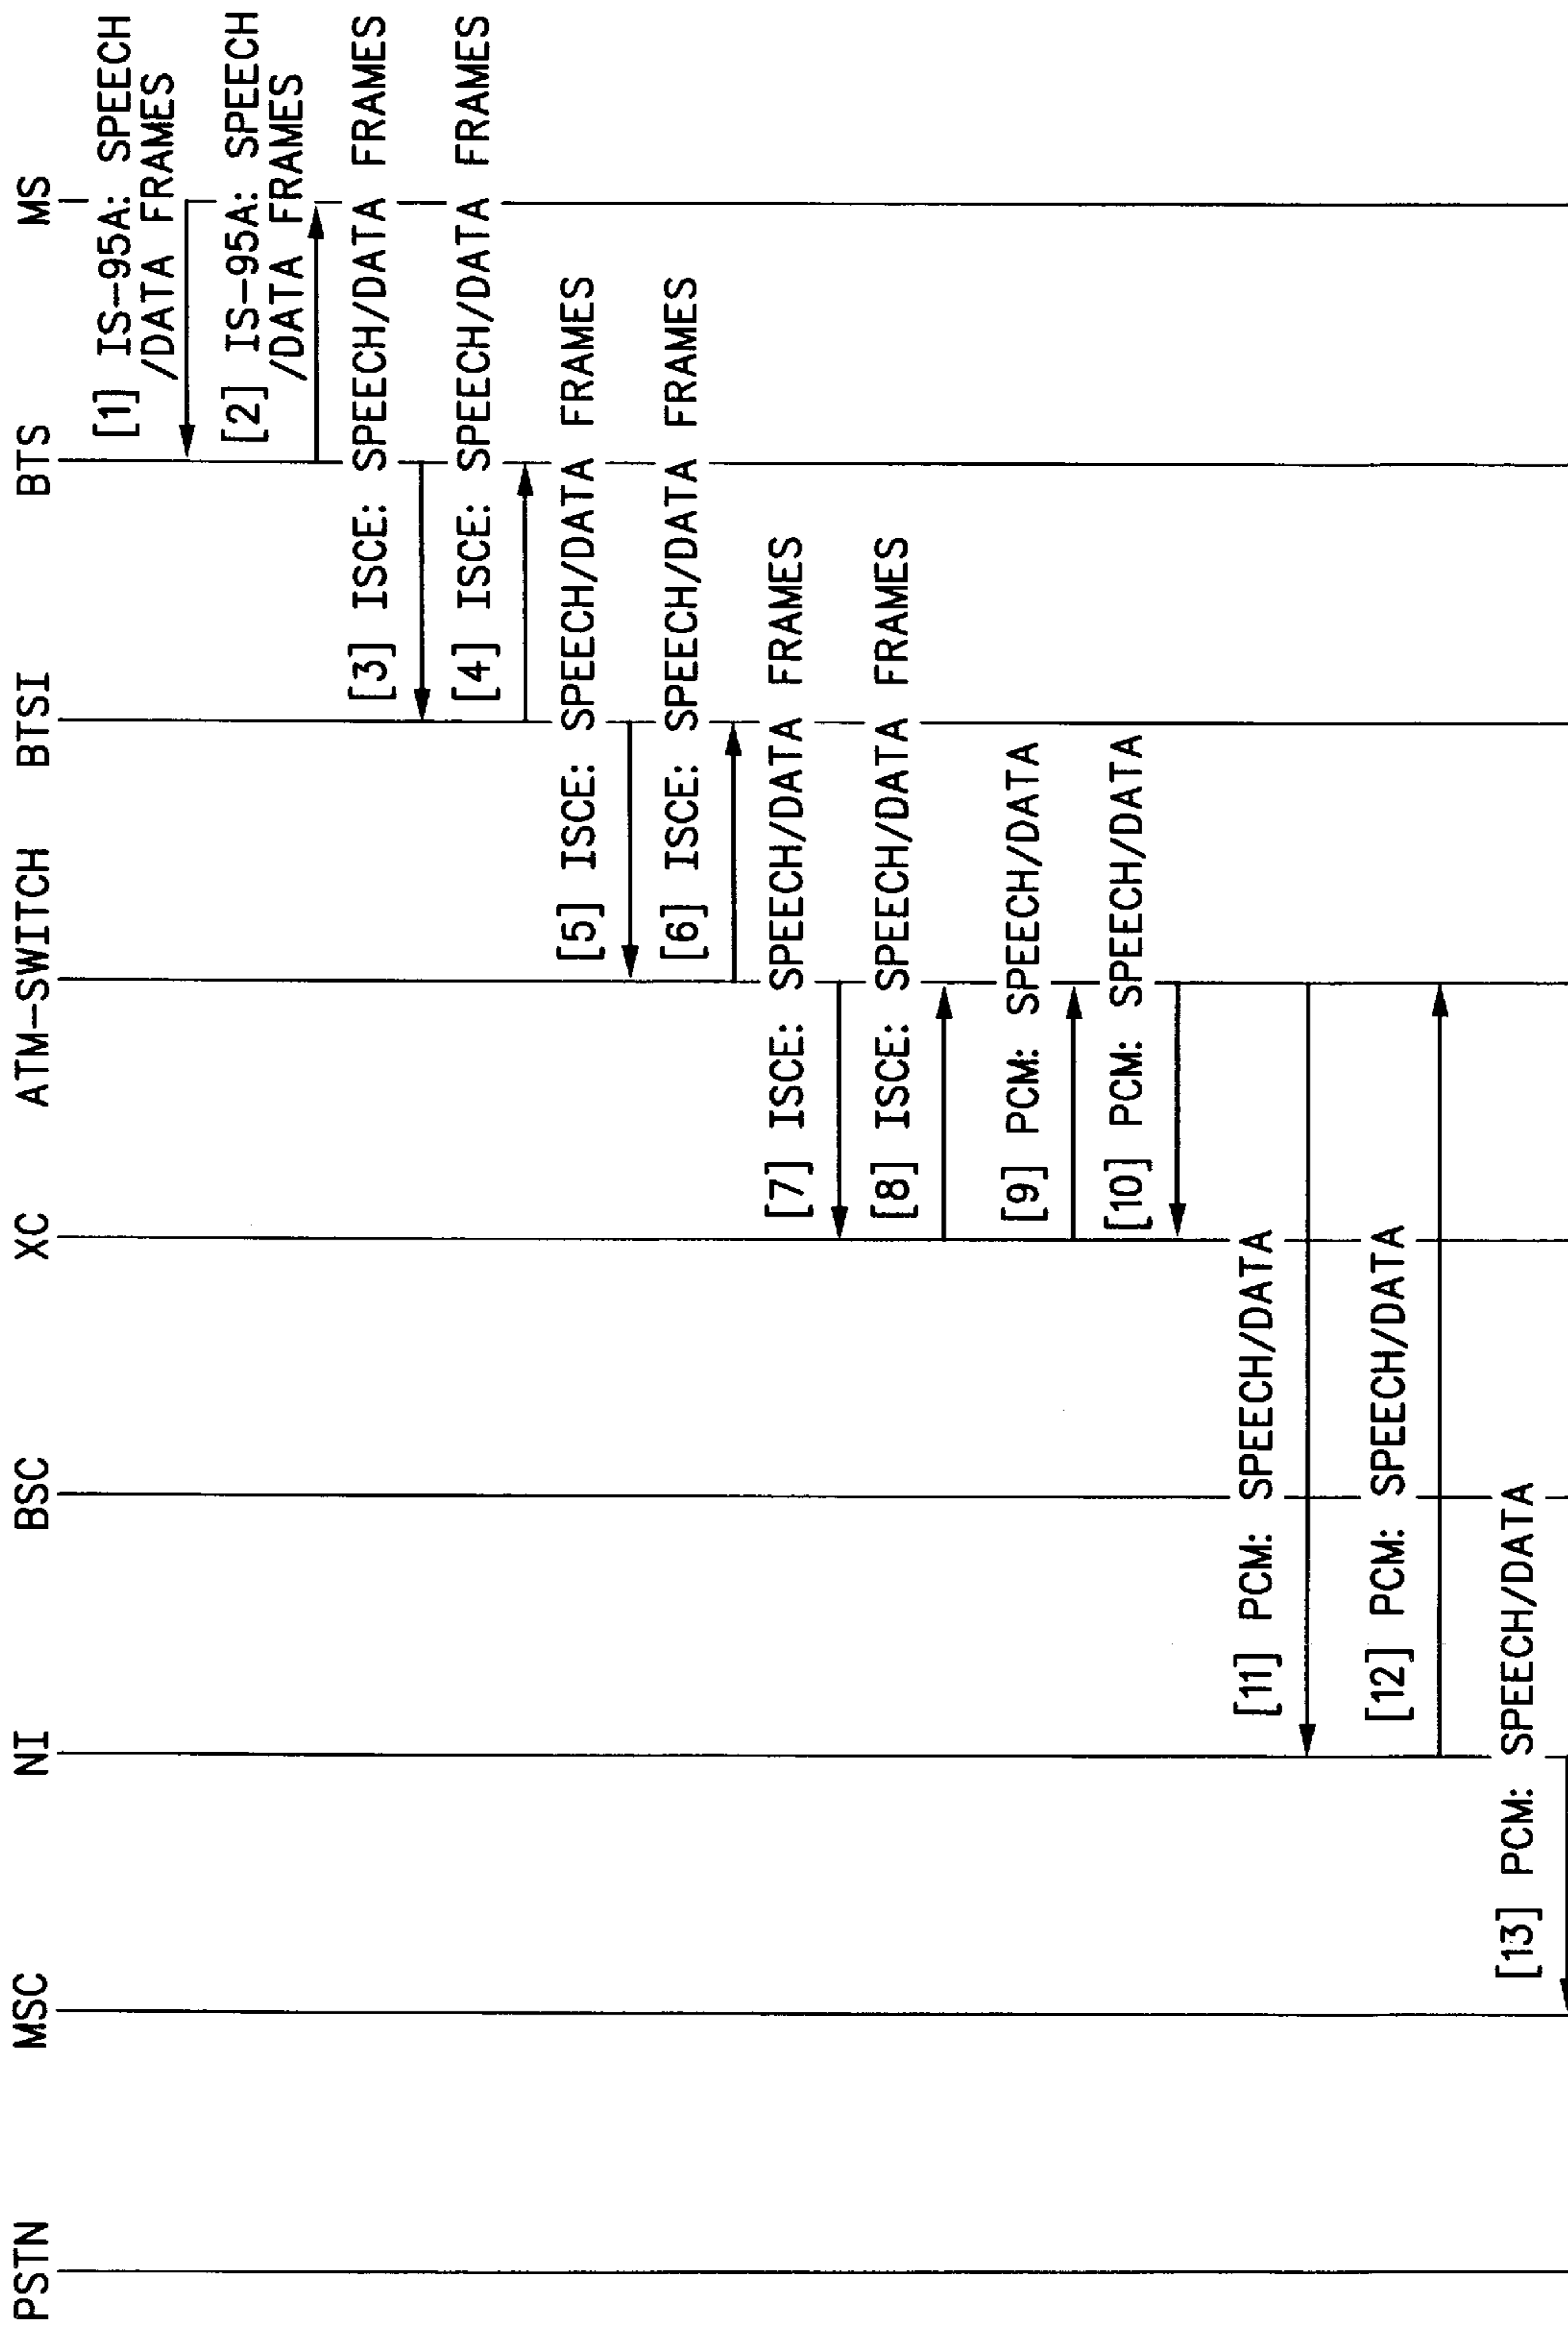 PSTN MSC NI BSC XC ATM-SWITCH BTSI BTS MS
[1] IS-95A: SPEECH
/DATA FRAMES
[2] IS-95A: SPEECH
/DATA FRAMES
[3] ISCE: SPEECH/DATA FRAMES
[4] ISCE: SPEECH/DATA FRAMES
[5] ISCE: SPEECH/DATA FRAMES
[6] ISCE: SPEECH/DATA FRAMES
[7] ISCE: SPEECH/DATA FRAMES
[8] ISCE: SPEECH/DATA FRAMES
[9] PCM: SPEECH/DATA
[10] PCM: SPEECH/DATA
[11] PCM: SPEECH/DATA
[12] PCM: SPEECH/DATA
[13] PCM: SPEECH/DATA